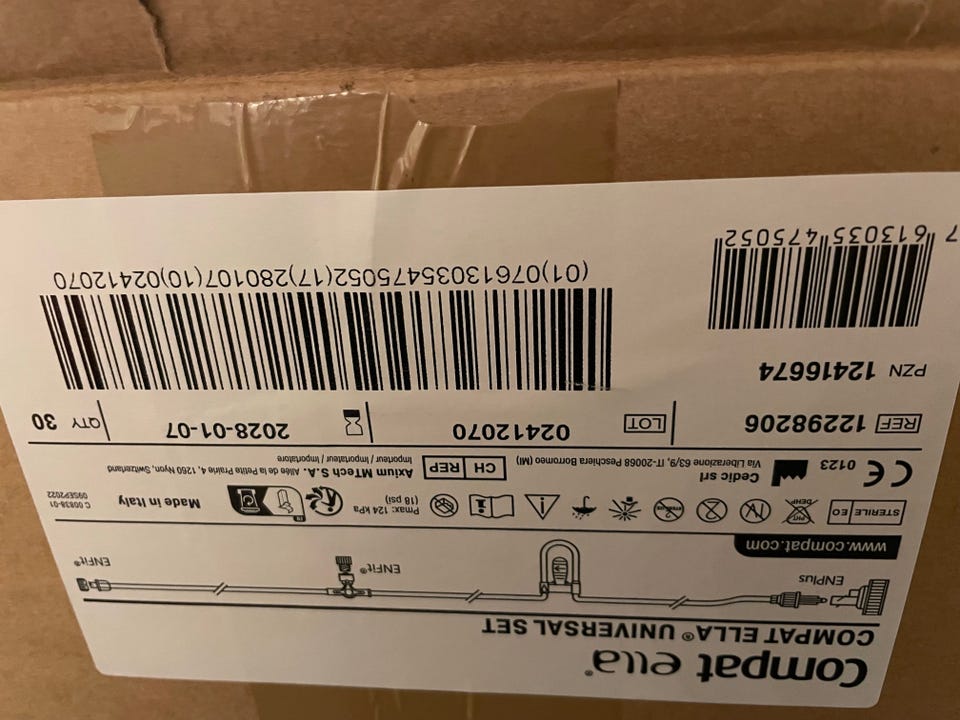 Compat ella®
COMPAT ELLA® UNIVERSAL SET
ENPlus
ENFit®
ENFit®
www.compat.com
STERILE EO
PHT
DEHP
Pmax: 124 kPa
(18 psi)
Made in Italy
C 00838-01
09SEP2022
CE 0123
Cedic srl
Via Liberazione 63/9, IT-20068 Peschiera Borromeo (MI)
CH REP
Axium MTech S.A. Allée de la Petite Prairie 4, 1260 Nyon, Switzerland
Importeur / Importateur / Importatore
REF 12298206
LOT 02412070
2028-01-07
QTY 30
PZN 12416674
(01)07613035475052(17)280107(10)02412070
7 613035 475052